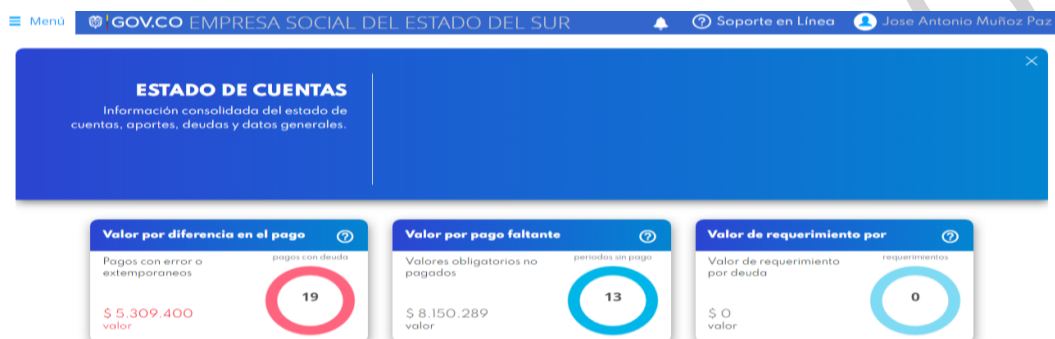 Menú GOV.CO EMPRESA SOCIAL DEL ESTADO DEL SUR Soporte en Línea Jose Antonio Muñoz Paz
ESTADO DE CUENTAS
Información consolidada del estado de
cuentas, aportes, deudas y datos generales.
Valor por diferencia en el pago
Pagos con error o
extemporaneos
pagos con deuda
19
$ 5.309.400
valor
Valor por pago faltante
Valores obligatorios no
pagados
periodos sin pago
13
$ 8.150.289
valor
Valor de requerimiento por
Valor de requerimiento
por deuda
requerimientos
0
$ 0
valor